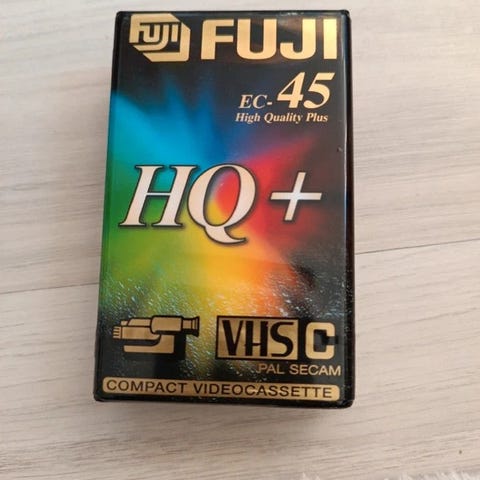 FUJI FUJI
EC-45
High Quality Plus
HQ+
VHS C
PAL SECAM
COMPACT VIDEOCASSETTE